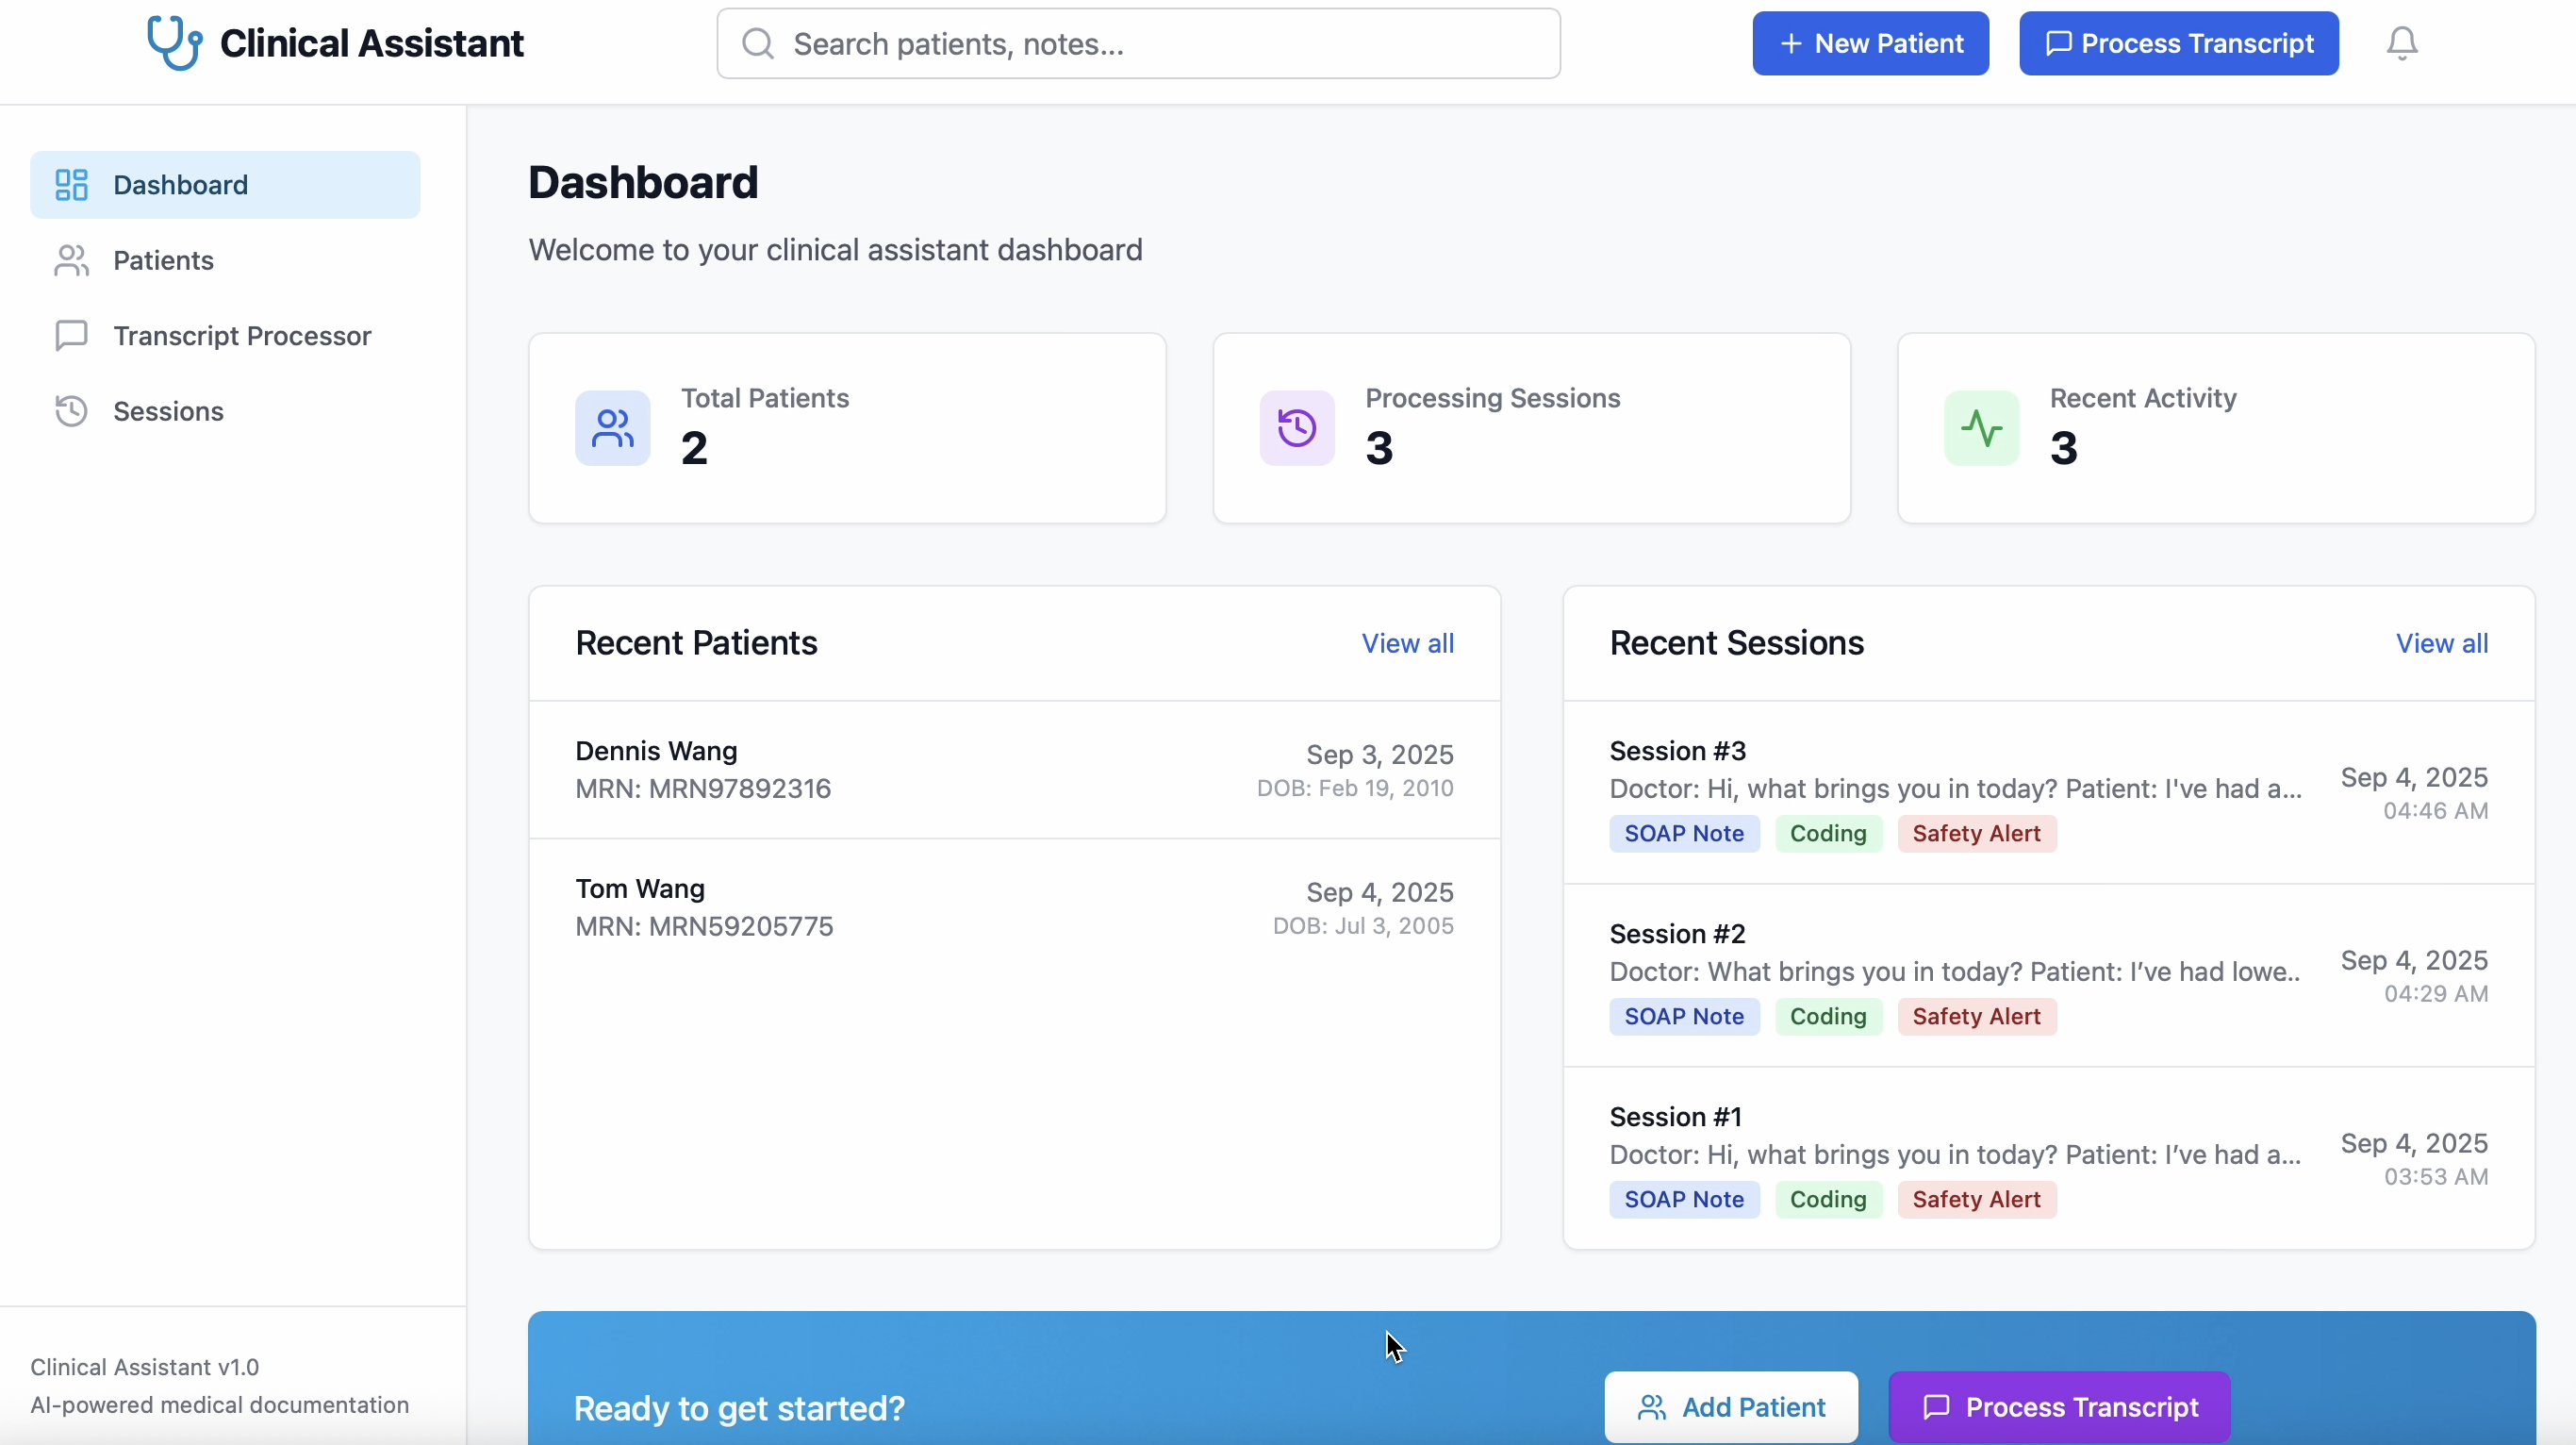 Clinical Assistant
Search patients, notes...
+ New Patient
Process Transcript
Dashboard
Patients
Transcript Processor
Sessions
Clinical Assistant v1.0
AI-powered medical documentation
Dashboard
Welcome to your clinical assistant dashboard
Total Patients
2
Processing Sessions
3
Recent Activity
3
Recent Patients
View all
Dennis Wang
MRN: MRN97892316
Sep 3, 2025
DOB: Feb 19, 2010
Tom Wang
MRN: MRN59205775
Sep 4, 2025
DOB: Jul 3, 2005
Recent Sessions
View all
Session #3
Doctor: Hi, what brings you in today? Patient: I've had a...
SOAP Note Coding Safety Alert
Sep 4, 2025
04:46 AM
Session #2
Doctor: What brings you in today? Patient: I’ve had lowe..
SOAP Note Coding Safety Alert
Sep 4, 2025
04:29 AM
Session #1
Doctor: Hi, what brings you in today? Patient: I’ve had a...
SOAP Note Coding Safety Alert
Sep 4, 2025
03:53 AM
Ready to get started?
Add Patient
Process Transcript